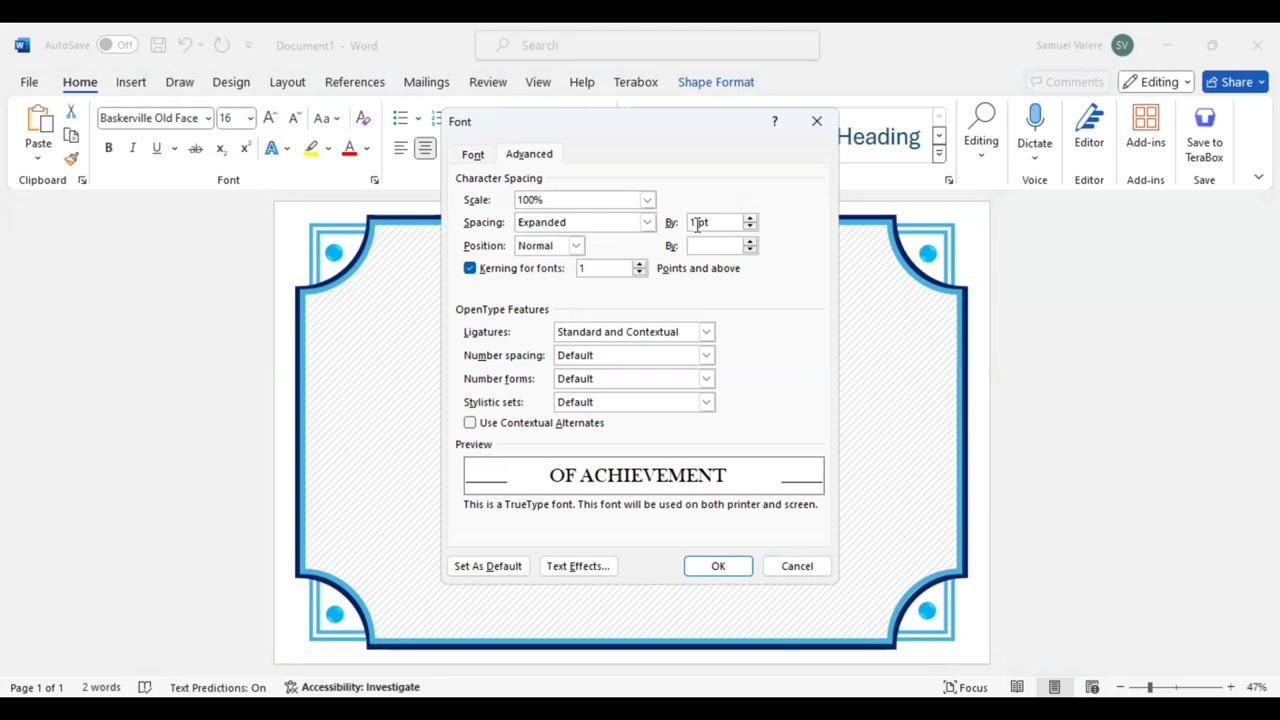 AutoSave Off Document1 - Word Search Samuel Valere SV
File Home Insert Draw Design Layout References Mailings Review View Help Terabox Shape Format Comments Editing Share
Paste Baskerville Old Face 16 Aa Heading Editing Dictate Editor Add-ins Save to TeraBox
Clipboard Font Voice Editor Add-ins Save
Font
Font Advanced
Character Spacing
Scale: 100%
Spacing: Expanded By: pt
Position: Normal By:
Kerning for fonts: 1 Points and above
OpenType Features
Ligatures: Standard and Contextual
Number spacing: Default
Number forms: Default
Stylistic sets: Default
Use Contextual Alternates
Preview
OF ACHIEVEMENT
This is a TrueType font. This font will be used on both printer and screen.
Set As Default Text Effects... OK Cancel
Page 1 of 1 2 words Text Predictions: On Accessibility: Investigate Focus 47%